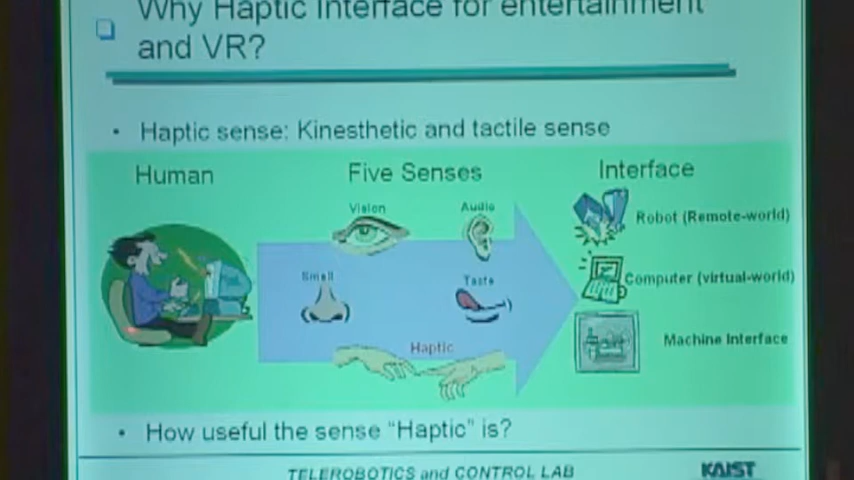 Why Haptic Interface for entertainment
and VR?
• Haptic sense: Kinesthetic and tactile sense
Human
Five Senses
Interface
Vision
Audio
Robot (Remote-world)
Smell
Taste
Computer (virtual-world)
Haptic
Machine Interface
• How useful the sense "Haptic" is?
TELEROBOTICS and CONTROL LAB
KAIST